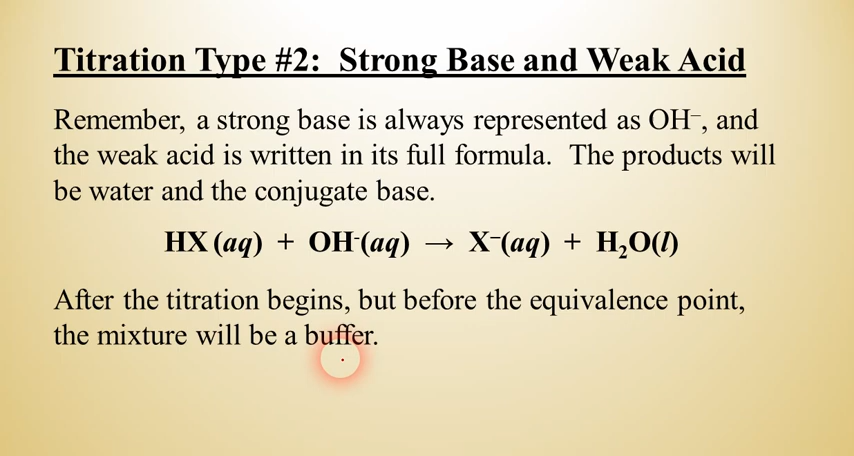 Titration Type #2: Strong Base and Weak Acid
Remember, a strong base is always represented as OH⁻, and
the weak acid is written in its full formula. The products will
be water and the conjugate base.
HX (aq) + OH⁻(aq) → X⁻(aq) + H₂O(l)
After the titration begins, but before the equivalence point,
the mixture will be a buffer.